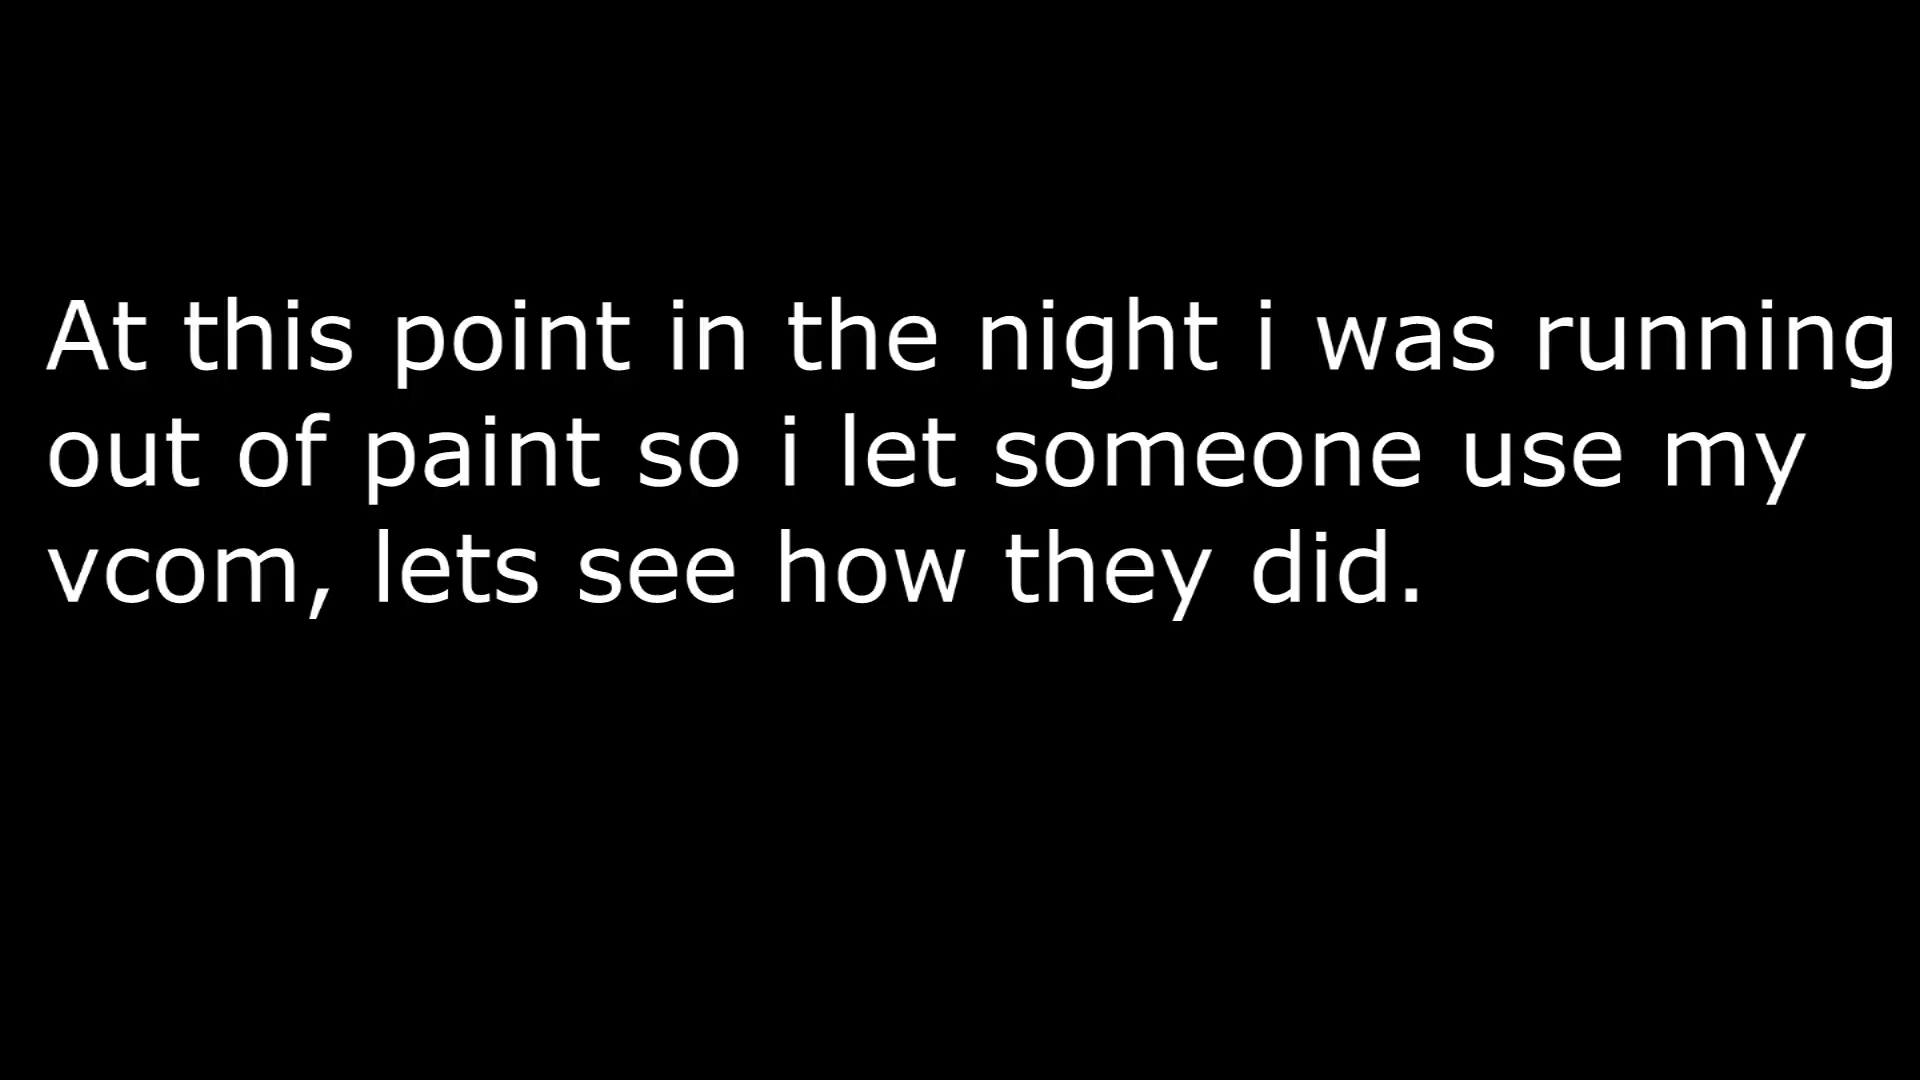 At this point in the night i was running
out of paint so i let someone use my
vcom, lets see how they did.